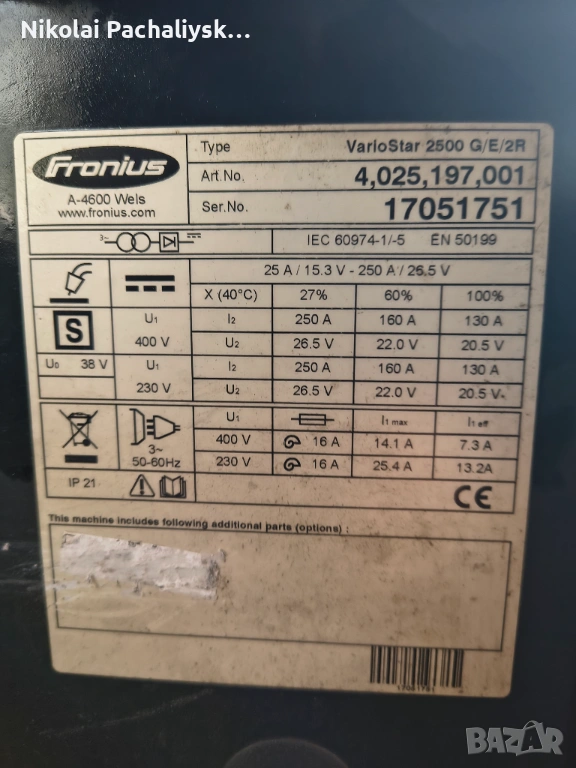 Nikolai Pachaliysk...
Fronius
A-4600 Wels
www.fronius.com
Type VarioStar 2500 G/E/2R
Art.No. 4,025,197,001
Ser.No. 17051751
3~ IEC 60974-1/-5 EN 50199
25 A / 15.3 V - 250 A / 26.5 V
X (40°C) 27% 60% 100%
S U1 I2 250 A 160 A 130 A
400 V U2 26.5 V 22.0 V 20.5 V
U0 38 V U1 I2 250 A 160 A 130 A
230 V U2 26.5 V 22.0 V 20.5 V
U1 I1 max I1 eff
3~ 400 V 16 A 14.1 A 7.3 A
50-60Hz 230 V 16 A 25.4 A 13.2A
IP 21 CE
This machine includes following additional parts (options) :
17051751
BAZAR